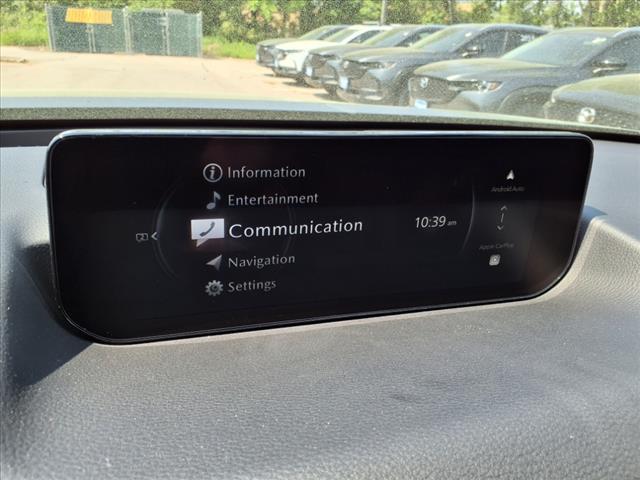 Information
Entertainment
Communication
10:39 am
Navigation
Settings
Android Auto
Apple CarPlay